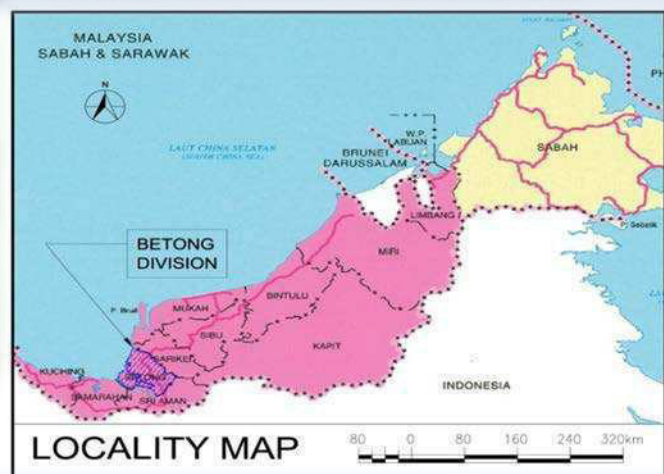 MALAYSIA
SABAH & SARAWAK
N
LAUT CHINA SELATAN
(SOUTH CHINA SEA)
W.P.
LABUAN
BRUNEI
DARUSSALAM
SABAH
PH
P. Sebatik
LIMBANG
MIRI
BETONG
DIVISION
BINTULU
MUKAH
P. Bruit
SIBU
KAPIT
SARIKEI
BETONG
KUCHING
SAMARAHAN
SRI AMAN
INDONESIA
LOCALITY MAP
80 0 80 160 240 320km